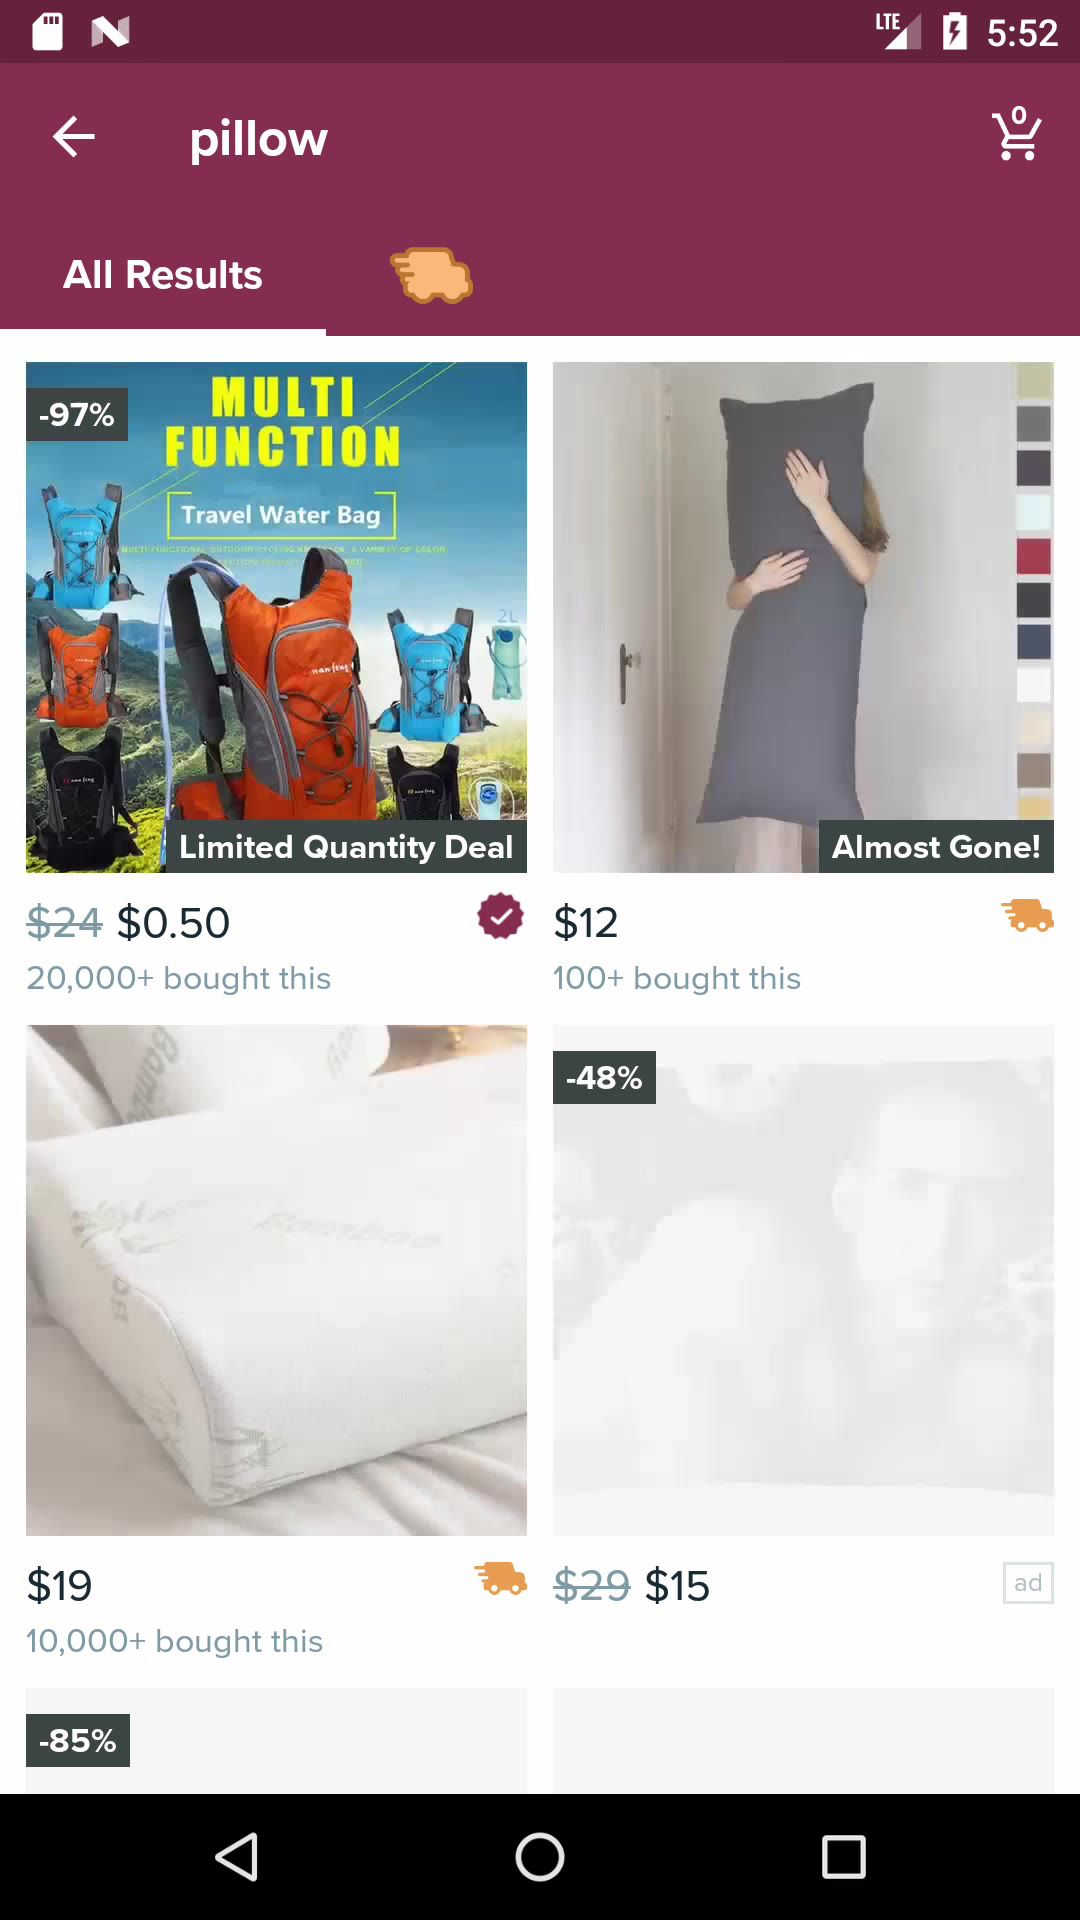 LTE 5:52
pillow
0
All Results
-97%
MULTI
FUNCTION
Travel Water Bag
2L
Limited Quantity Deal
Almost Gone!
$24 $0.50
$12
20,000+ bought this
100+ bought this
Bamboo
-48%
$19
$29 $15
ad
10,000+ bought this
-85%